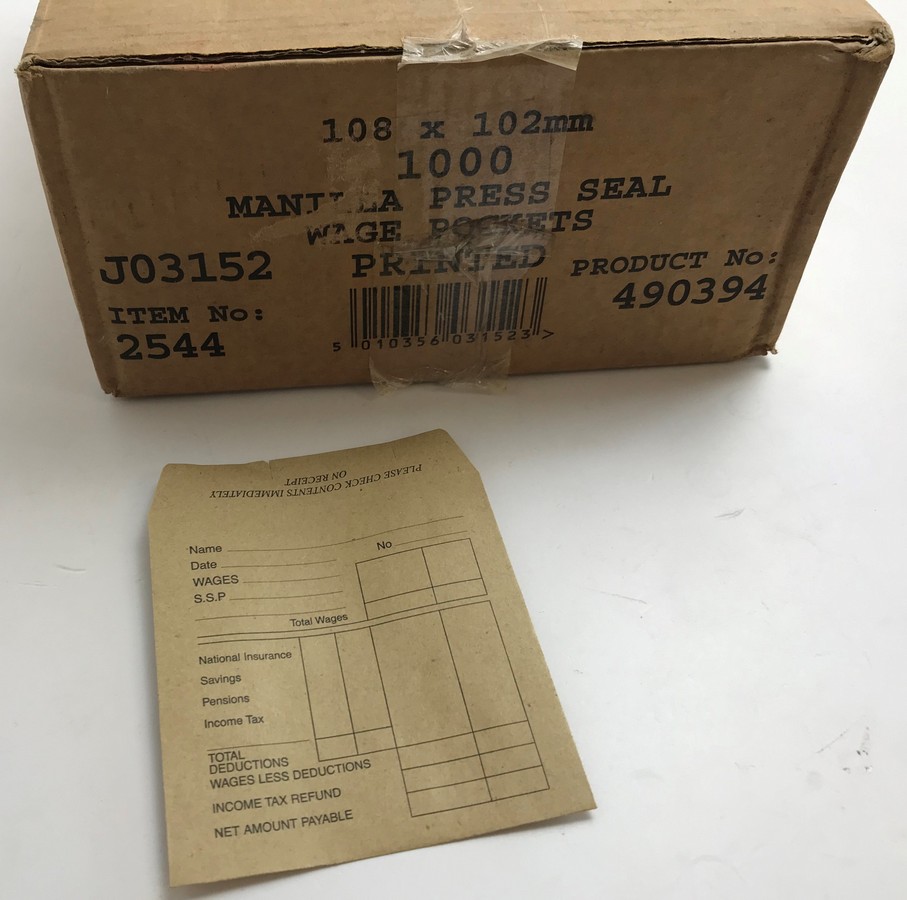 108 x 102mm
1000
MANILLA PRESS SEAL
WAGE POCKETS
PRINTED
J03152
PRODUCT No:
490394
ITEM No:
2544
5 010356 031523 >
PLEASE CHECK CONTENTS IMMEDIATELY
ON RECEIPT
Name No
Date
WAGES
S.S.P
Total Wages
National Insurance
Savings
Pensions
Income Tax
TOTAL
DEDUCTIONS
WAGES LESS DEDUCTIONS
INCOME TAX REFUND
NET AMOUNT PAYABLE